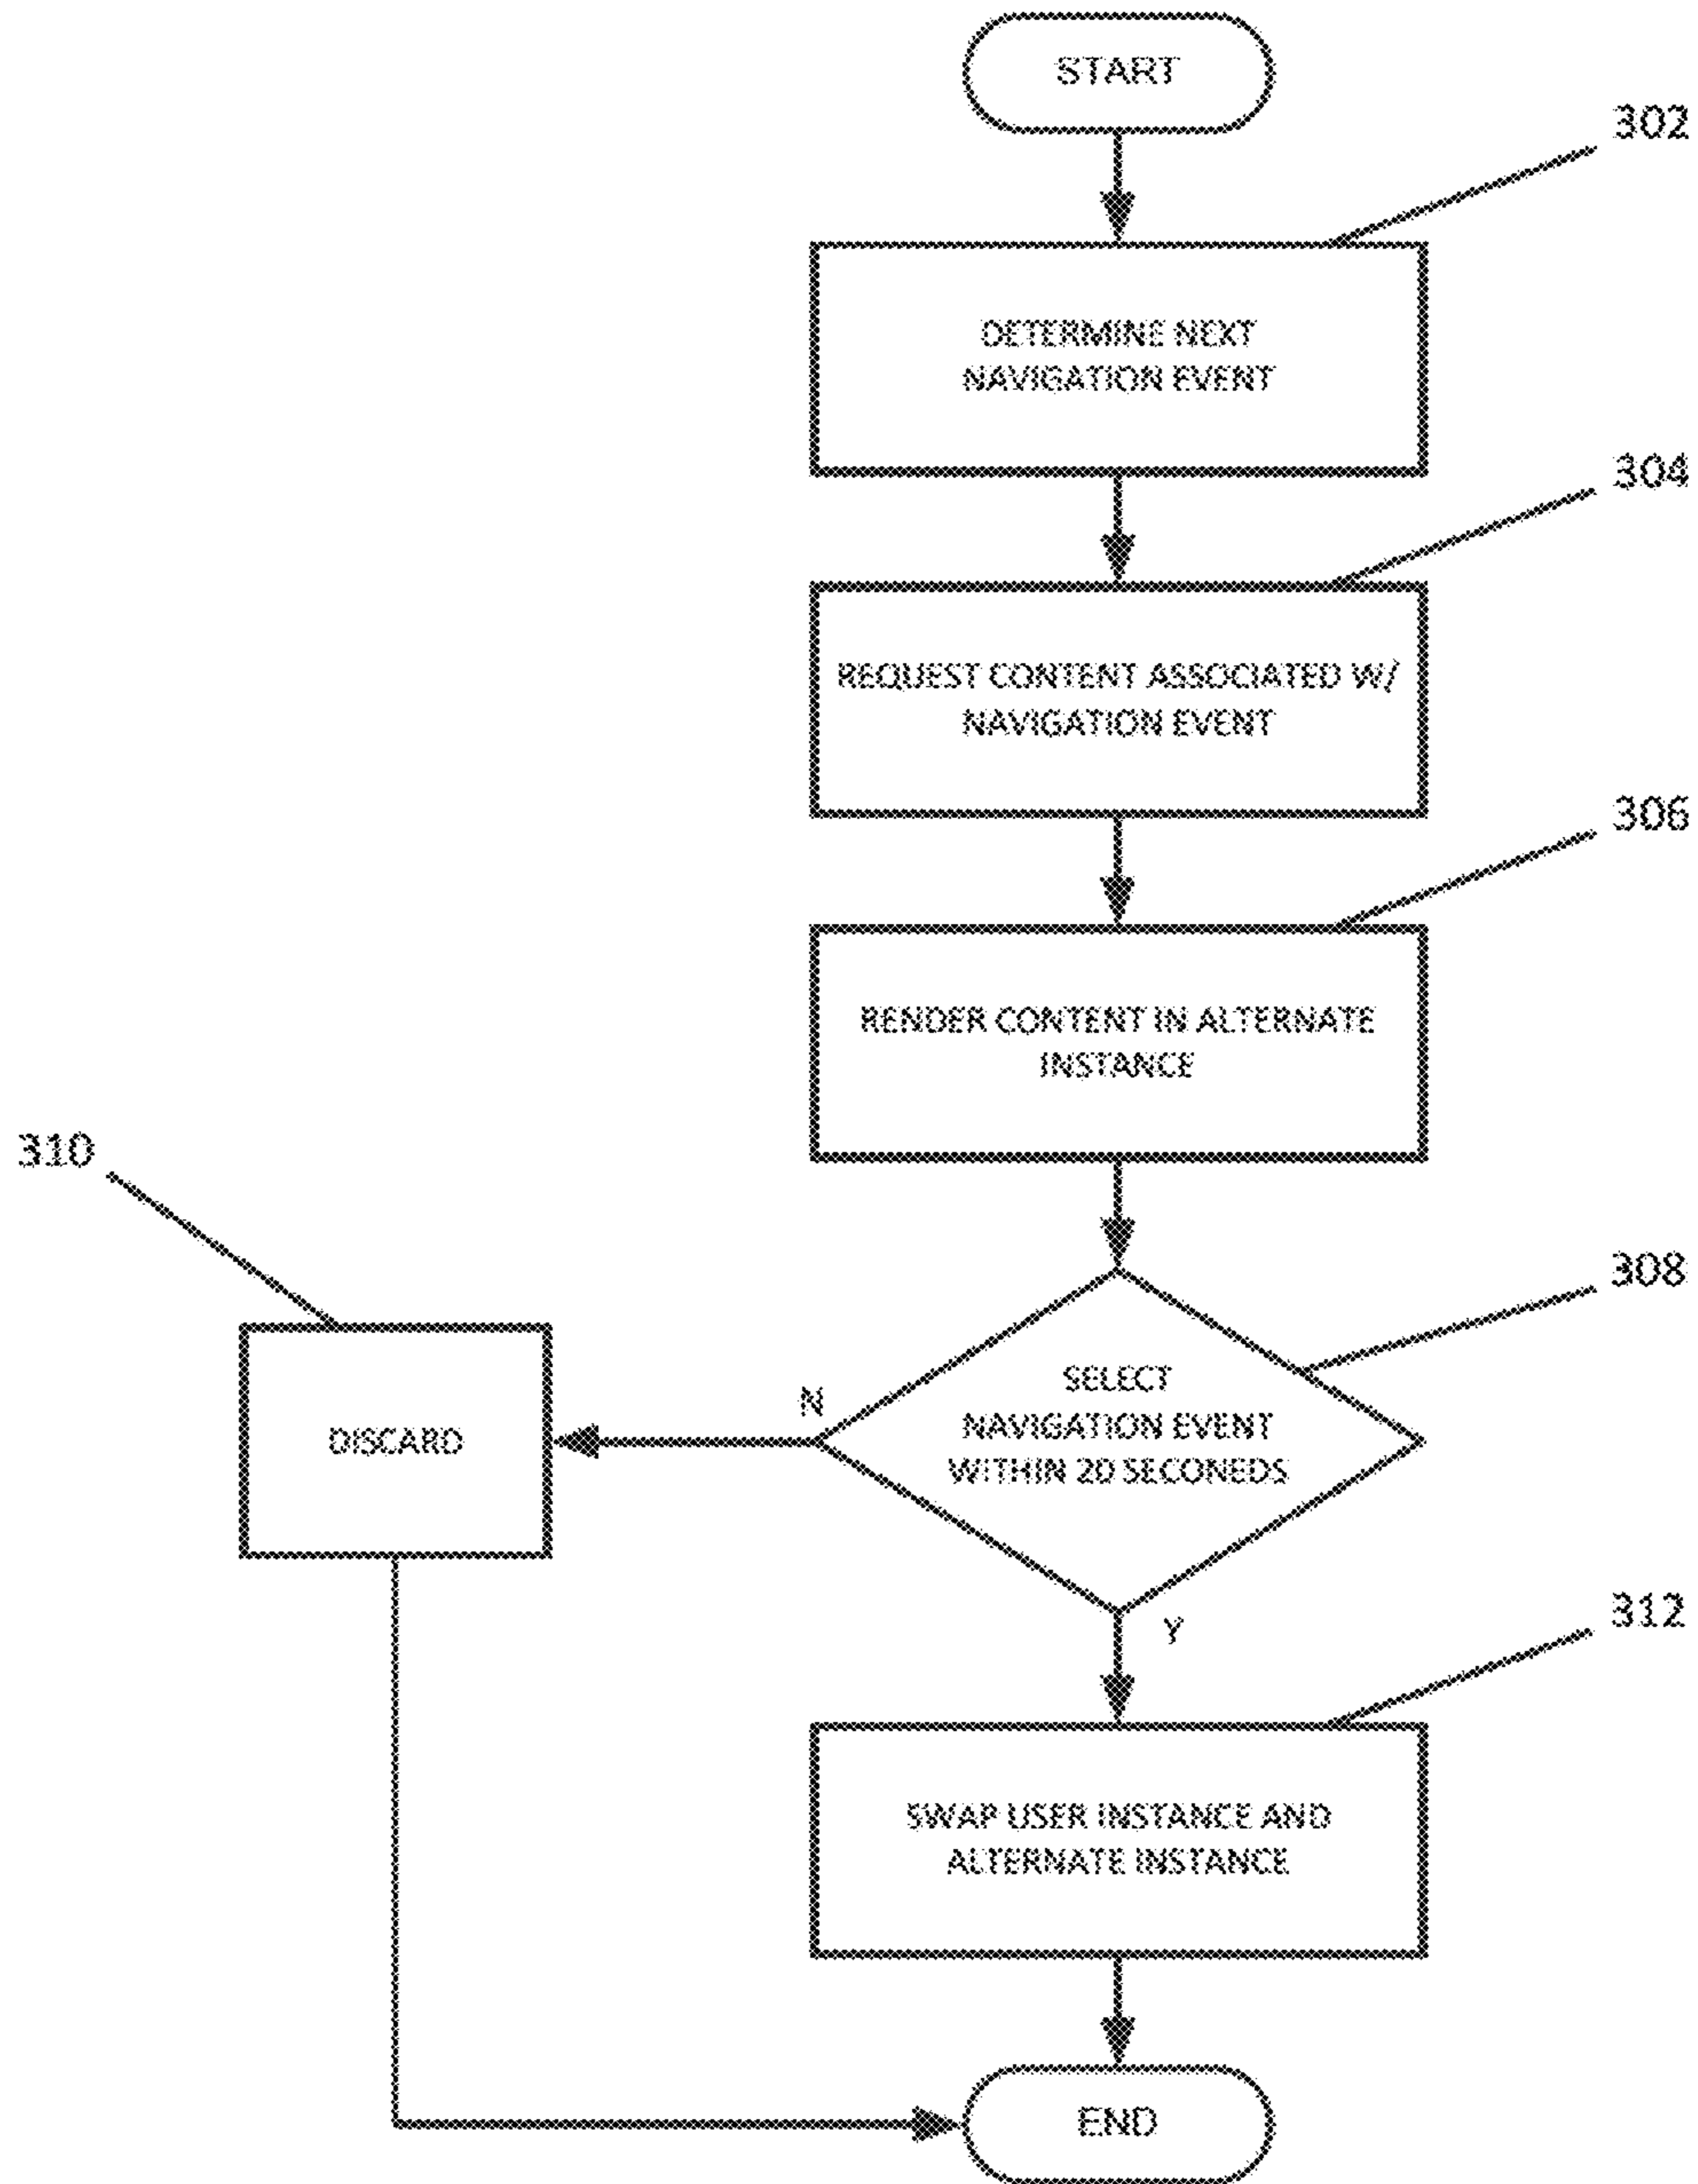 START
302
DETERMINE NEXT
NAVIGATION EVENT
304
REQUEST CONTENT ASSOCIATED W/
NAVIGATION EVENT
306
RENDER CONTENT IN ALTERNATE
INSTANCE
310
308
SELECT
NAVIGATION EVENT
WITHIN 20 SECONEDS
N
DISCARD
Y
312
SWAP USER INSTANCE AND
ALTERNATE INSTANCE
END